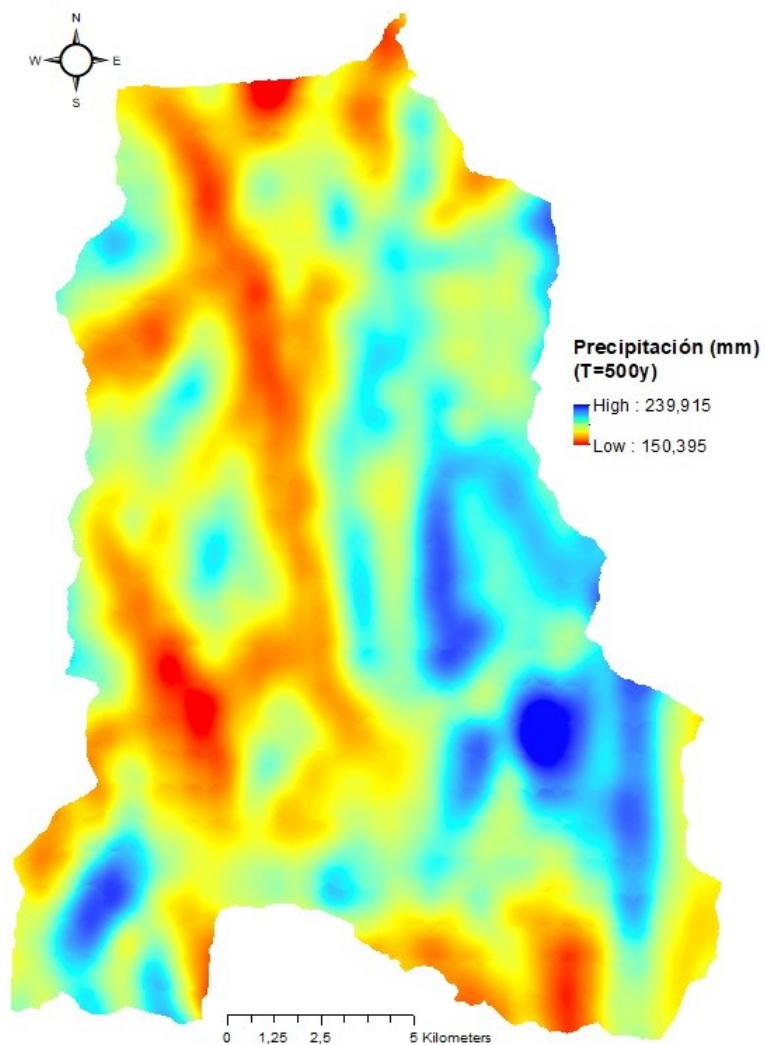 N
W E
S
Precipitación (mm)
(T=500y)
High : 239,915
Low : 150,395
0 1,25 2,5 5 Kilometers